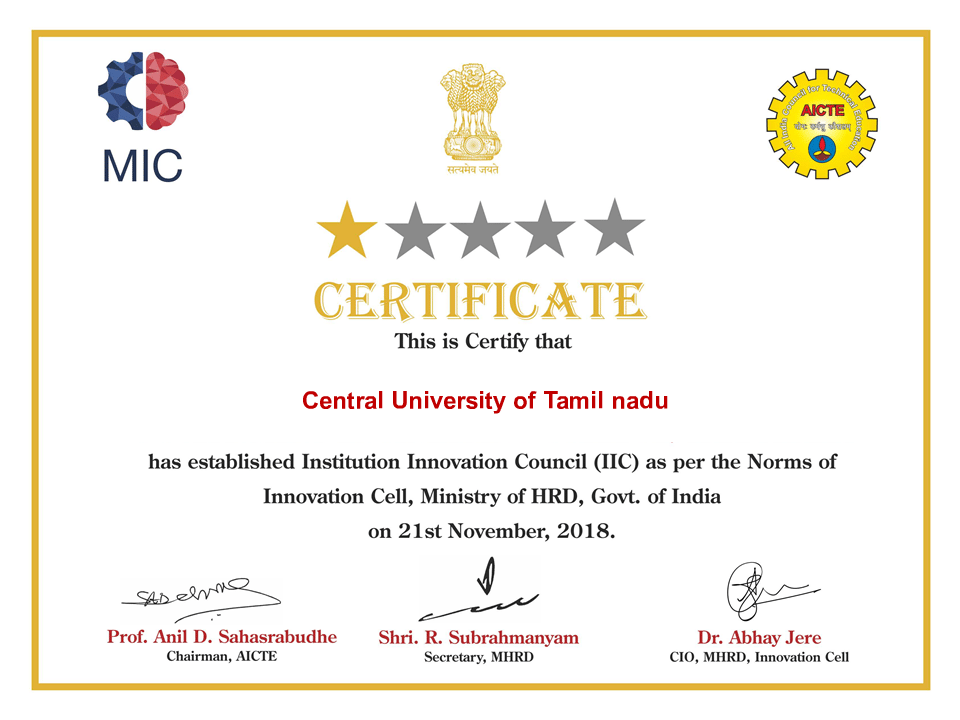 MIC
सत्यमेव जयते
All India Council for Technical Education
AICTE
योगः कर्मसु कौशलम्
CERTIFICATE
This is Certify that
Central University of Tamil nadu
has established Institution Innovation Council (IIC) as per the Norms of
Innovation Cell, Ministry of HRD, Govt. of India
on 21st November, 2018.
Prof. Anil D. Sahasrabudhe
Chairman, AICTE
Shri. R. Subrahmanyam
Secretary, MHRD
Dr. Abhay Jere
CIO, MHRD, Innovation Cell